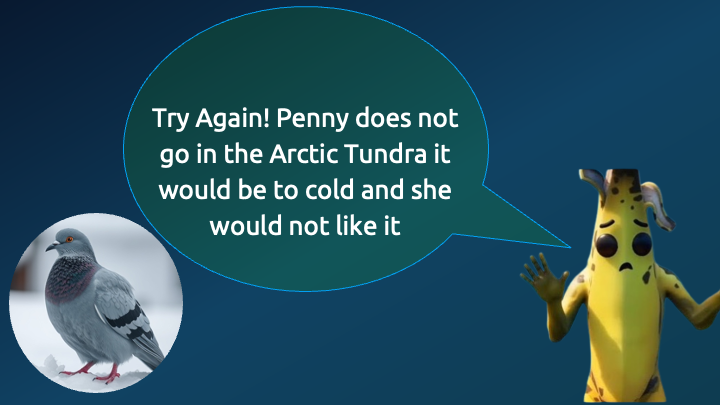 Try Again! Penny does not
go in the Arctic Tundra it
would be to cold and she
would not like it